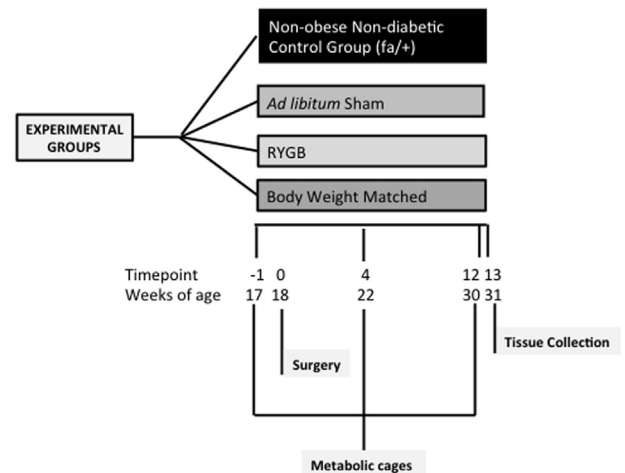 Non-obese Non-diabetic
Control Group (fa/+)
Ad libitum Sham
EXPERIMENTAL
GROUPS
RYGB
Body Weight Matched
Timepoint -1 0 4 12 13
Weeks of age 17 18 22 30 31
Tissue Collection
Surgery
Metabolic cages